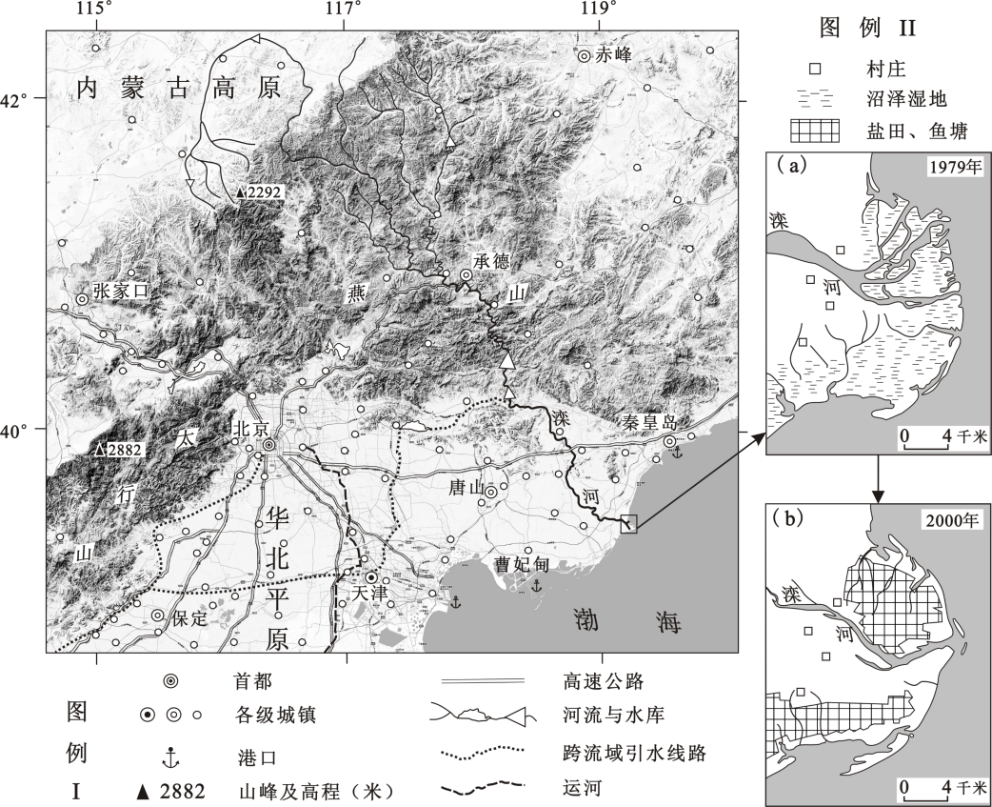 115°
117°
119°
42°
40°
内蒙古高原
赤峰
▲2292
张家口
承德
燕
山
▲2882
太
行
山
北京
滦
河
秦皇岛
唐山
华
北
平
原
曹妃甸
天津
保定
渤海
图例II
村庄
沼泽湿地
盐田、鱼塘
(a)
1979年
滦
河
0 4千米
(b)
2000年
滦
河
0 4千米
图
例
I
首都
各级城镇
港口
▲2882 山峰及高程(米)
高速公路
河流与水库
跨流域引水线路
运河